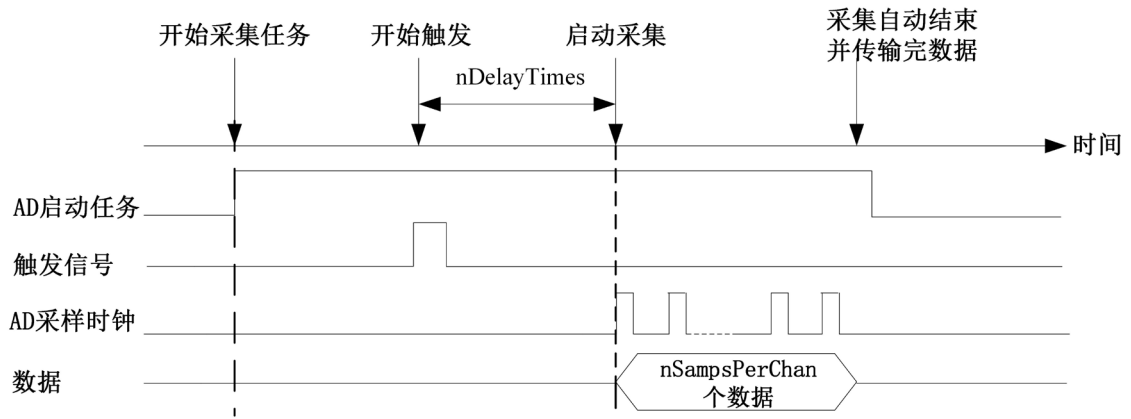 开始采集任务
开始触发
启动采集
采集自动结束
并传输完数据
nDelayTimes
时间
AD启动任务
触发信号
AD采样时钟
数据
nSampsPerChan
个数据